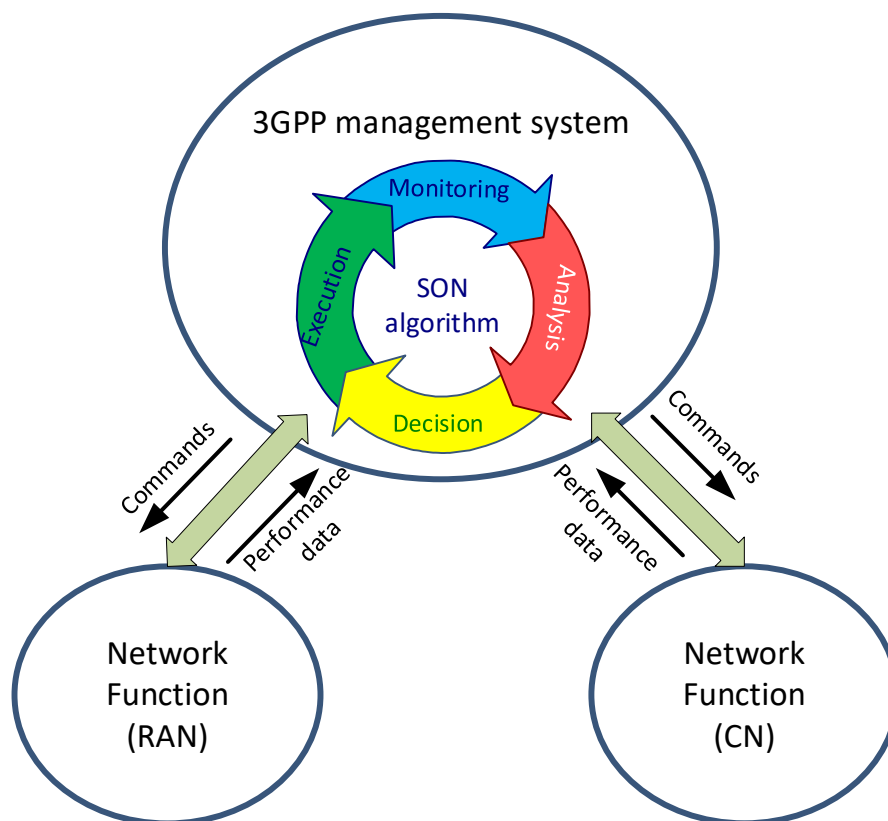 3GPP management system
Monitoring
Analysis
Decision
Execution
SON
algorithm
Commands
Performance
data
Commands
Performance
data
Network
Function
(RAN)
Network
Function
(CN)